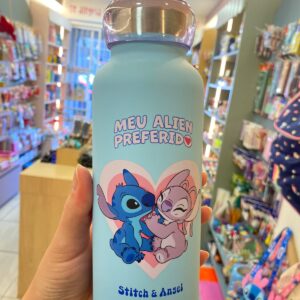 MEU ALIEN
PREFERIDO
Stitch & Angel